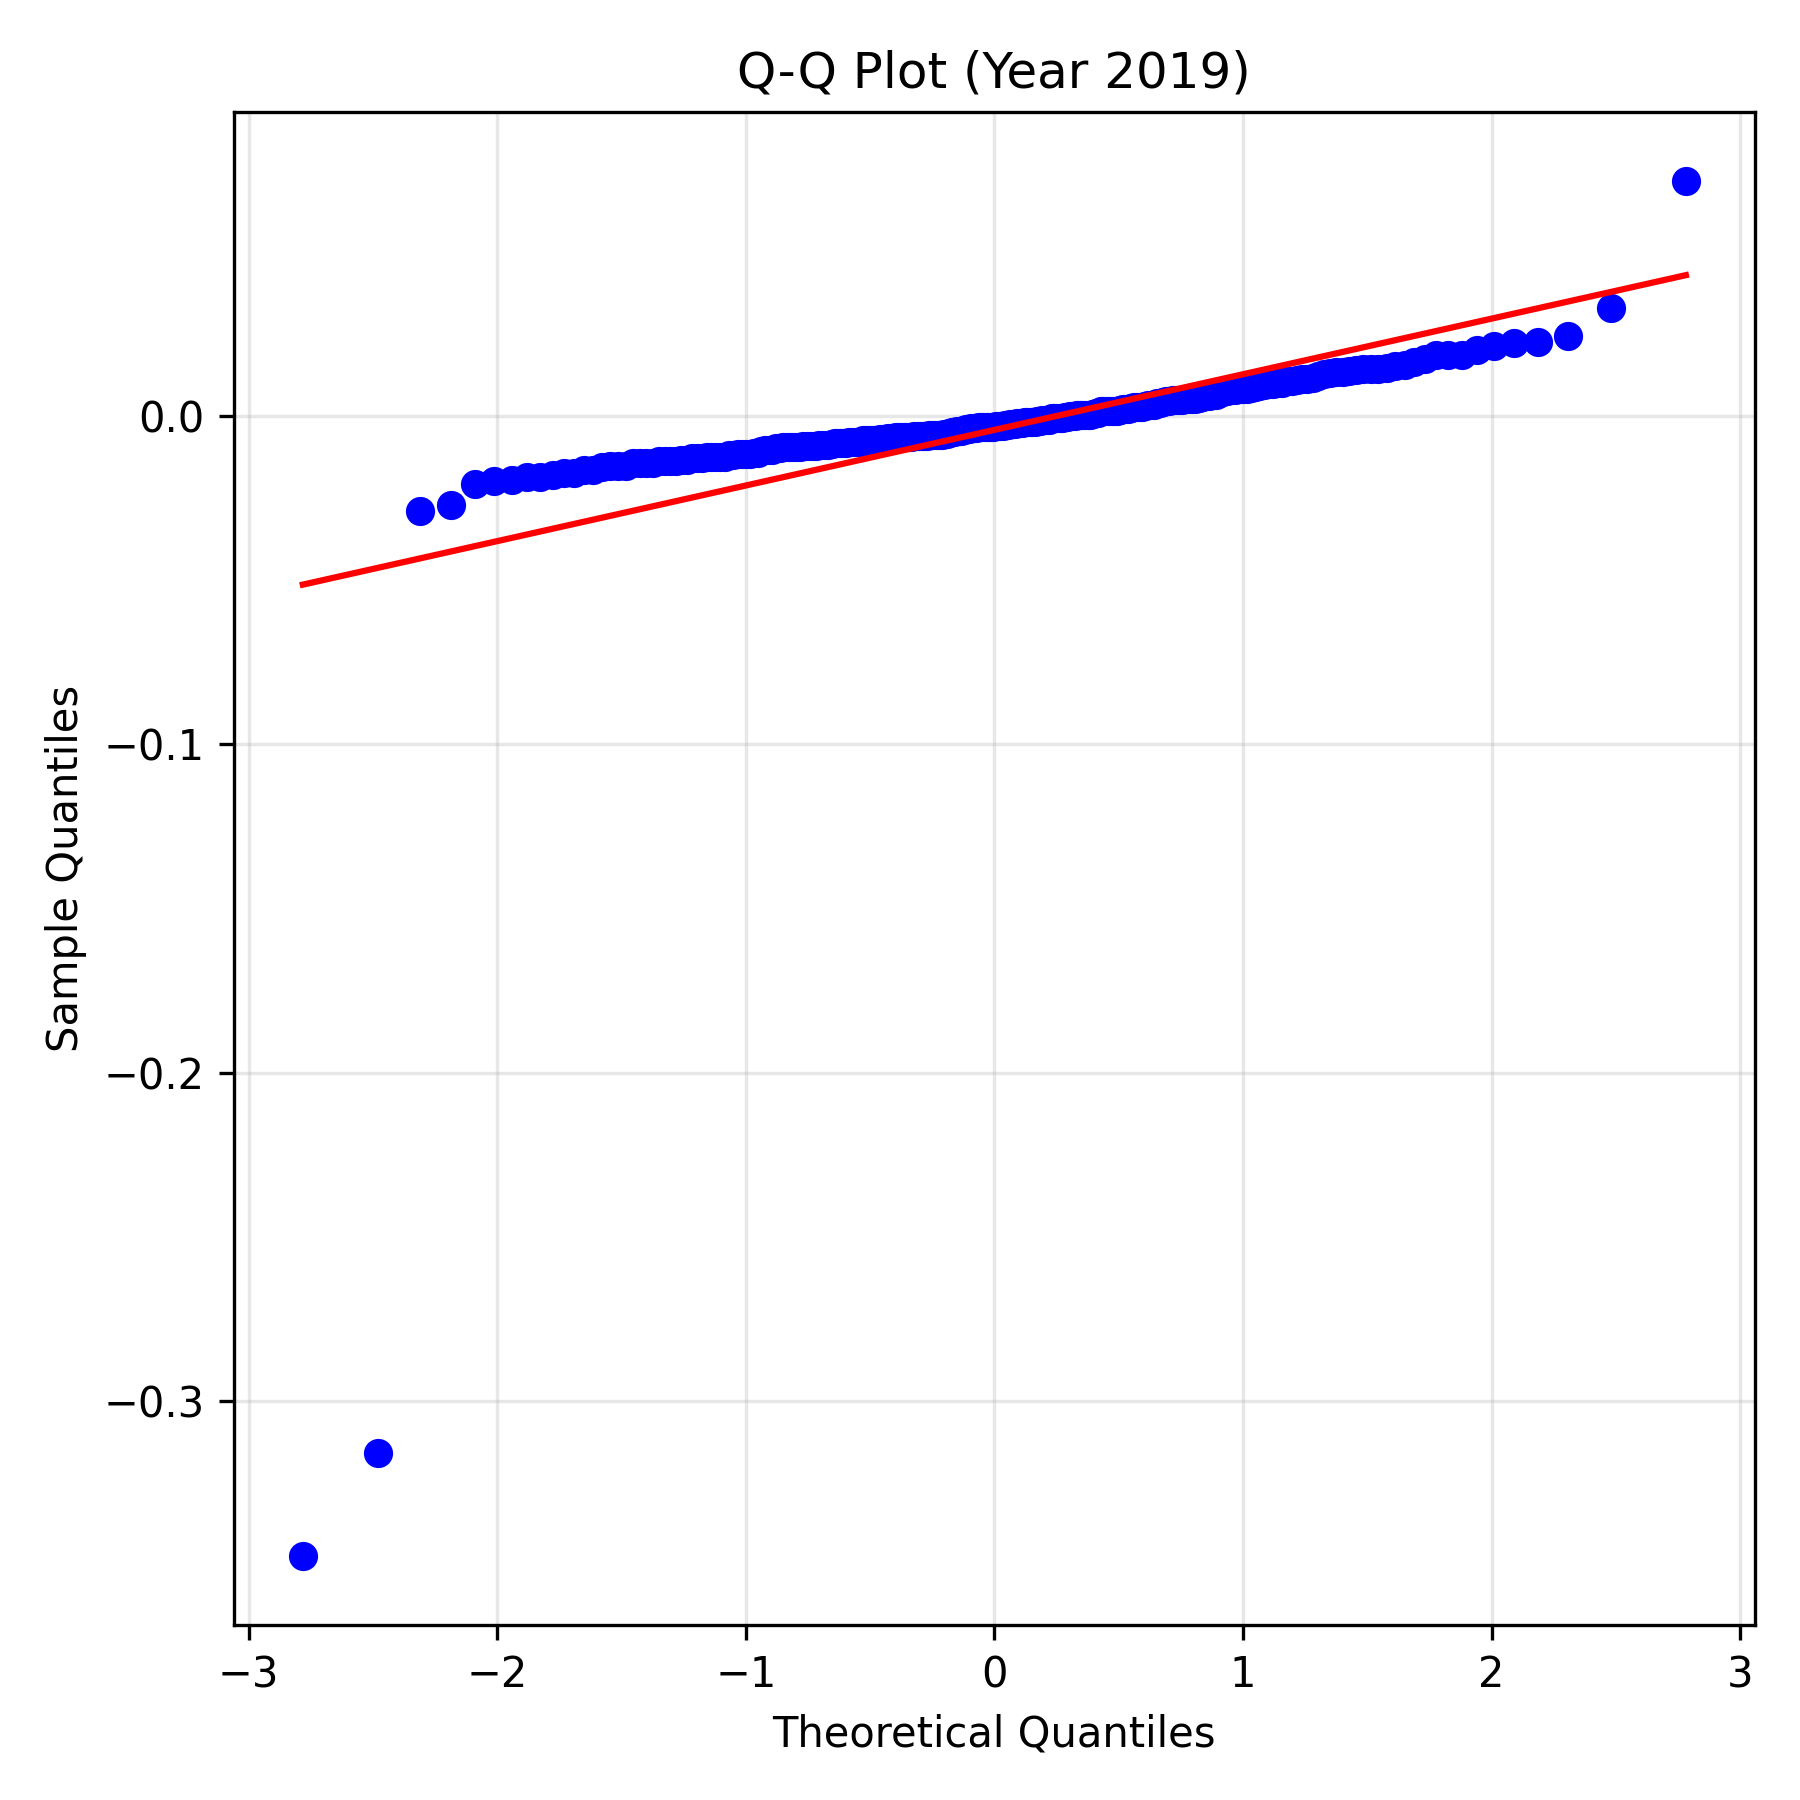 Q-Q Plot (Year 2019)
0.0
−0.1
−0.2
−0.3
Sample Quantiles
−3 −2 −1 0 1 2 3
Theoretical Quantiles